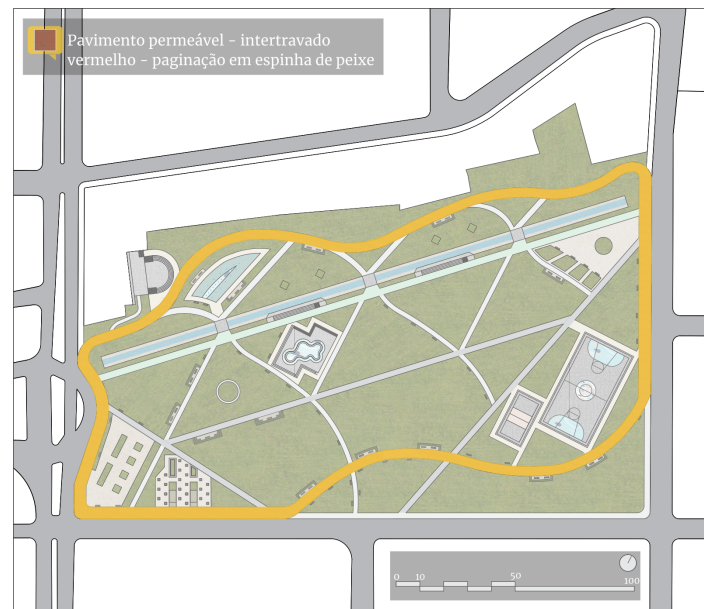 Pavimento permeável - intertravado
vermelho - paginação em espinha de peixe
0 10 50 100